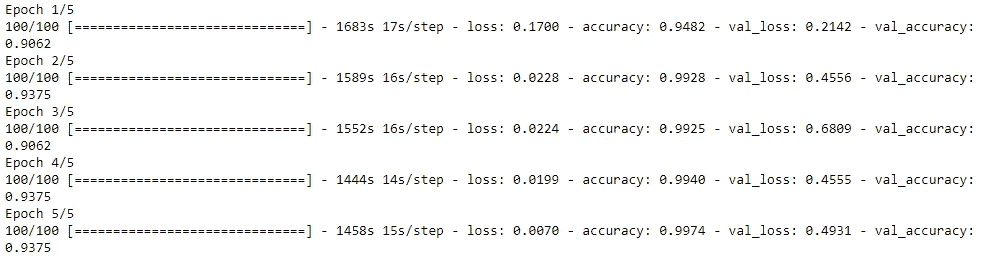 Epoch 1/5
100/100 [==============================] - 1683s 17s/step - loss: 0.1700 - accuracy: 0.9482 - val_loss: 0.2142 - val_accuracy:
0.9062
Epoch 2/5
100/100 [==============================] - 1589s 16s/step - loss: 0.0228 - accuracy: 0.9928 - val_loss: 0.4556 - val_accuracy:
0.9375
Epoch 3/5
100/100 [==============================] - 1552s 16s/step - loss: 0.0224 - accuracy: 0.9925 - val_loss: 0.6809 - val_accuracy:
0.9062
Epoch 4/5
100/100 [==============================] - 1444s 14s/step - loss: 0.0199 - accuracy: 0.9940 - val_loss: 0.4555 - val_accuracy:
0.9375
Epoch 5/5
100/100 [==============================] - 1458s 15s/step - loss: 0.0070 - accuracy: 0.9974 - val_loss: 0.4931 - val_accuracy:
0.9375